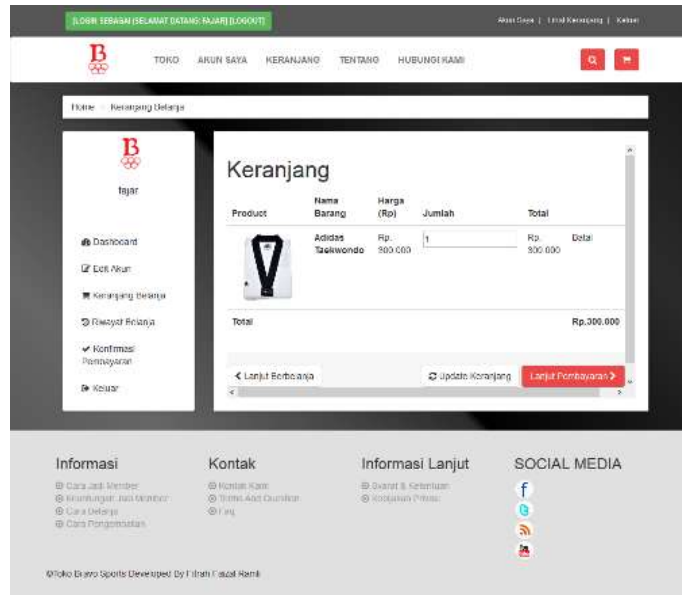 [LOGIN SEBAGAI (SELAMAT DATANG: FAJAR] [LOGOUT]
Akun Saya | Lihat Keranjang | Keluar
B
TOKO AKUN SAYA KERANJANG TENTANG HUBUNGI KAMI
Home Keranjang Belanja
B
fajar
Dashboard
Edit Akun
Keranjang Belanja
Riwayat Belanja
Konfirmasi
Pembayaran
Keluar
Keranjang
Product Nama Barang Harga (Rp) Jumlah Total
Adidas Taekwondo Rp. 300.000 1 Rp. 300.000 Batal
Total Rp.300.000
Lanjut Berbelanja Update Keranjang Lanjut Pembayaran
Informasi
Cara Jadi Member
Keuntungan Jadi Member
Cara Belanja
Cara Pengembalian
Kontak
Kontak Kami
Terms And Question
Faq
Informasi Lanjut
Syarat & Ketentuan
Kebijakan Privasi
SOCIAL MEDIA
©Toko Bravo Sports Developed By Fitrah Faizal Ramli